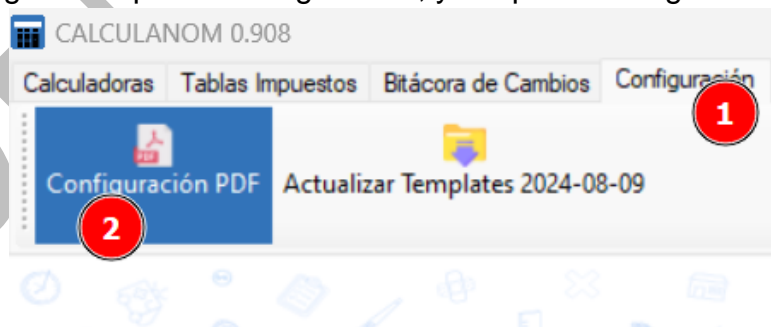 CALCULANOM 0.908
Calculadoras Tablas Impuestos Bitácora de Cambios Configuración
1
PDF
Configuración PDF Actualizar Templates 2024-08-09
2